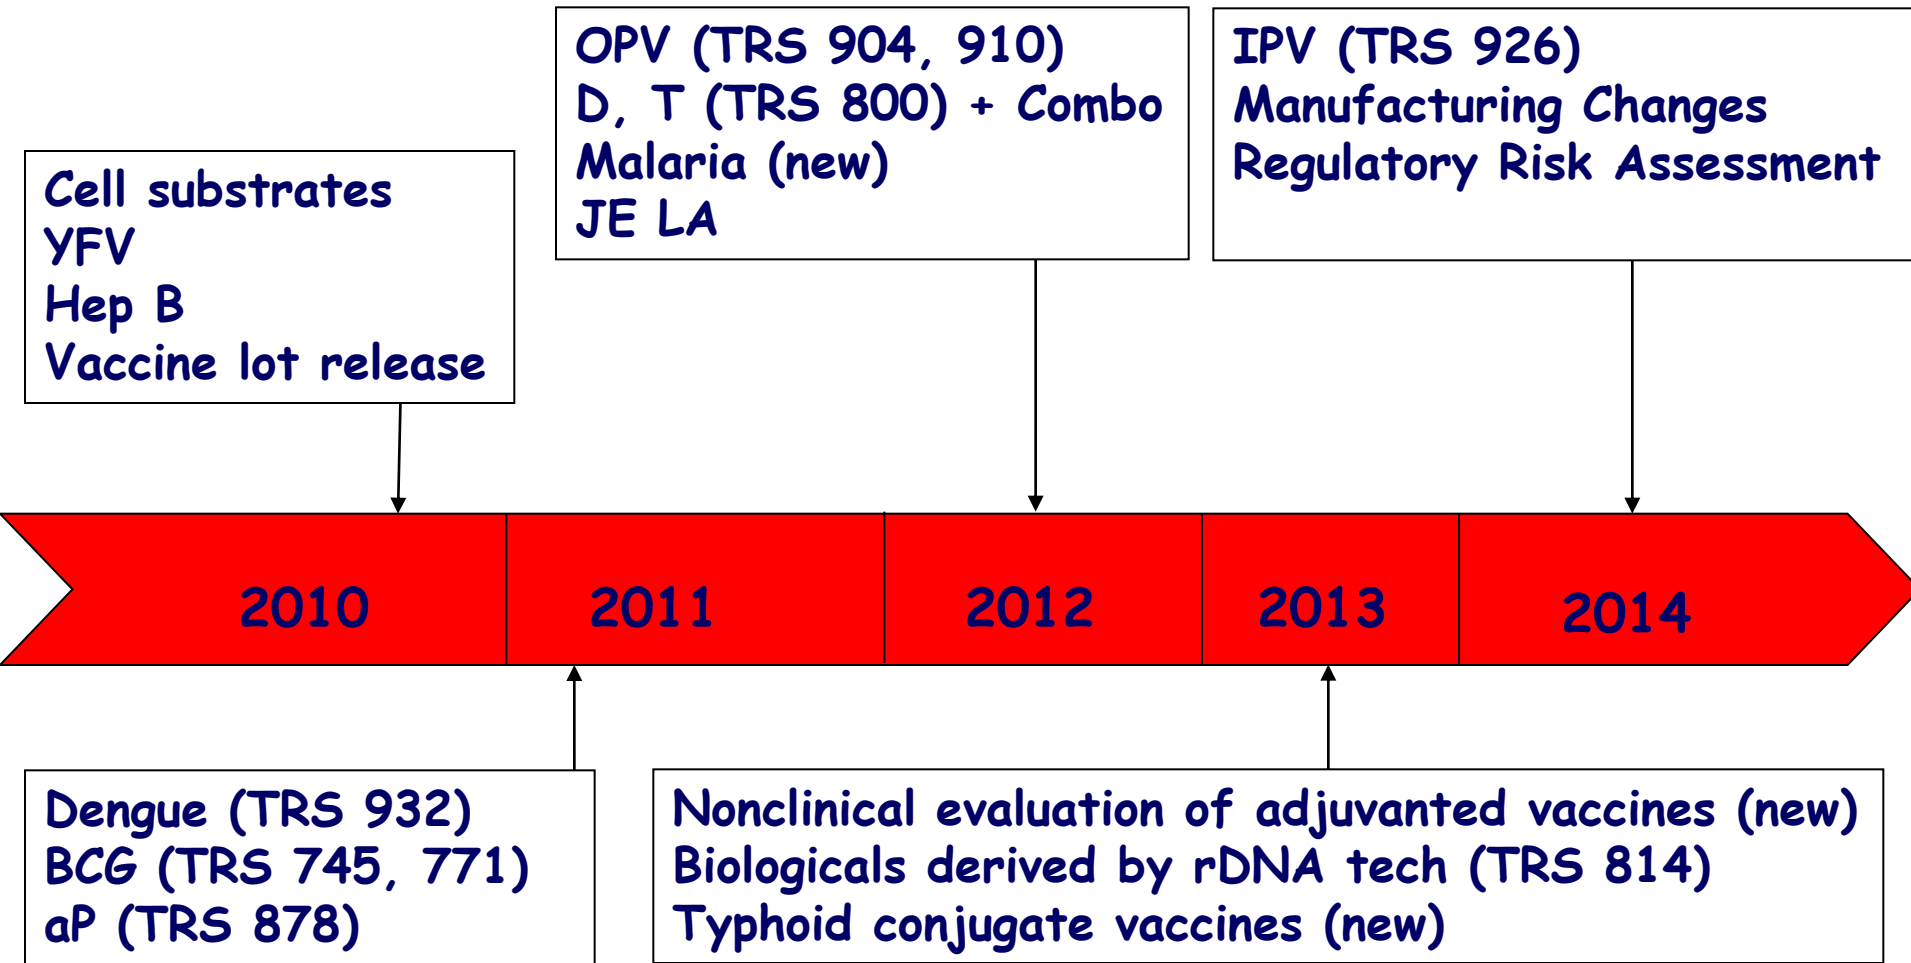 OPV (TRS 904, 910)
D, T (TRS 800) + Combo
Malaria (new)
JE LA
IPV (TRS 926)
Manufacturing Changes
Regulatory Risk Assessment
Cell substrates
YFV
Hep B
Vaccine lot release
2010
2011
2012
2013
2014
Dengue (TRS 932)
BCG (TRS 745, 771)
aP (TRS 878)
Nonclinical evaluation of adjuvanted vaccines (new)
Biologicals derived by rDNA tech (TRS 814)
Typhoid conjugate vaccines (new)